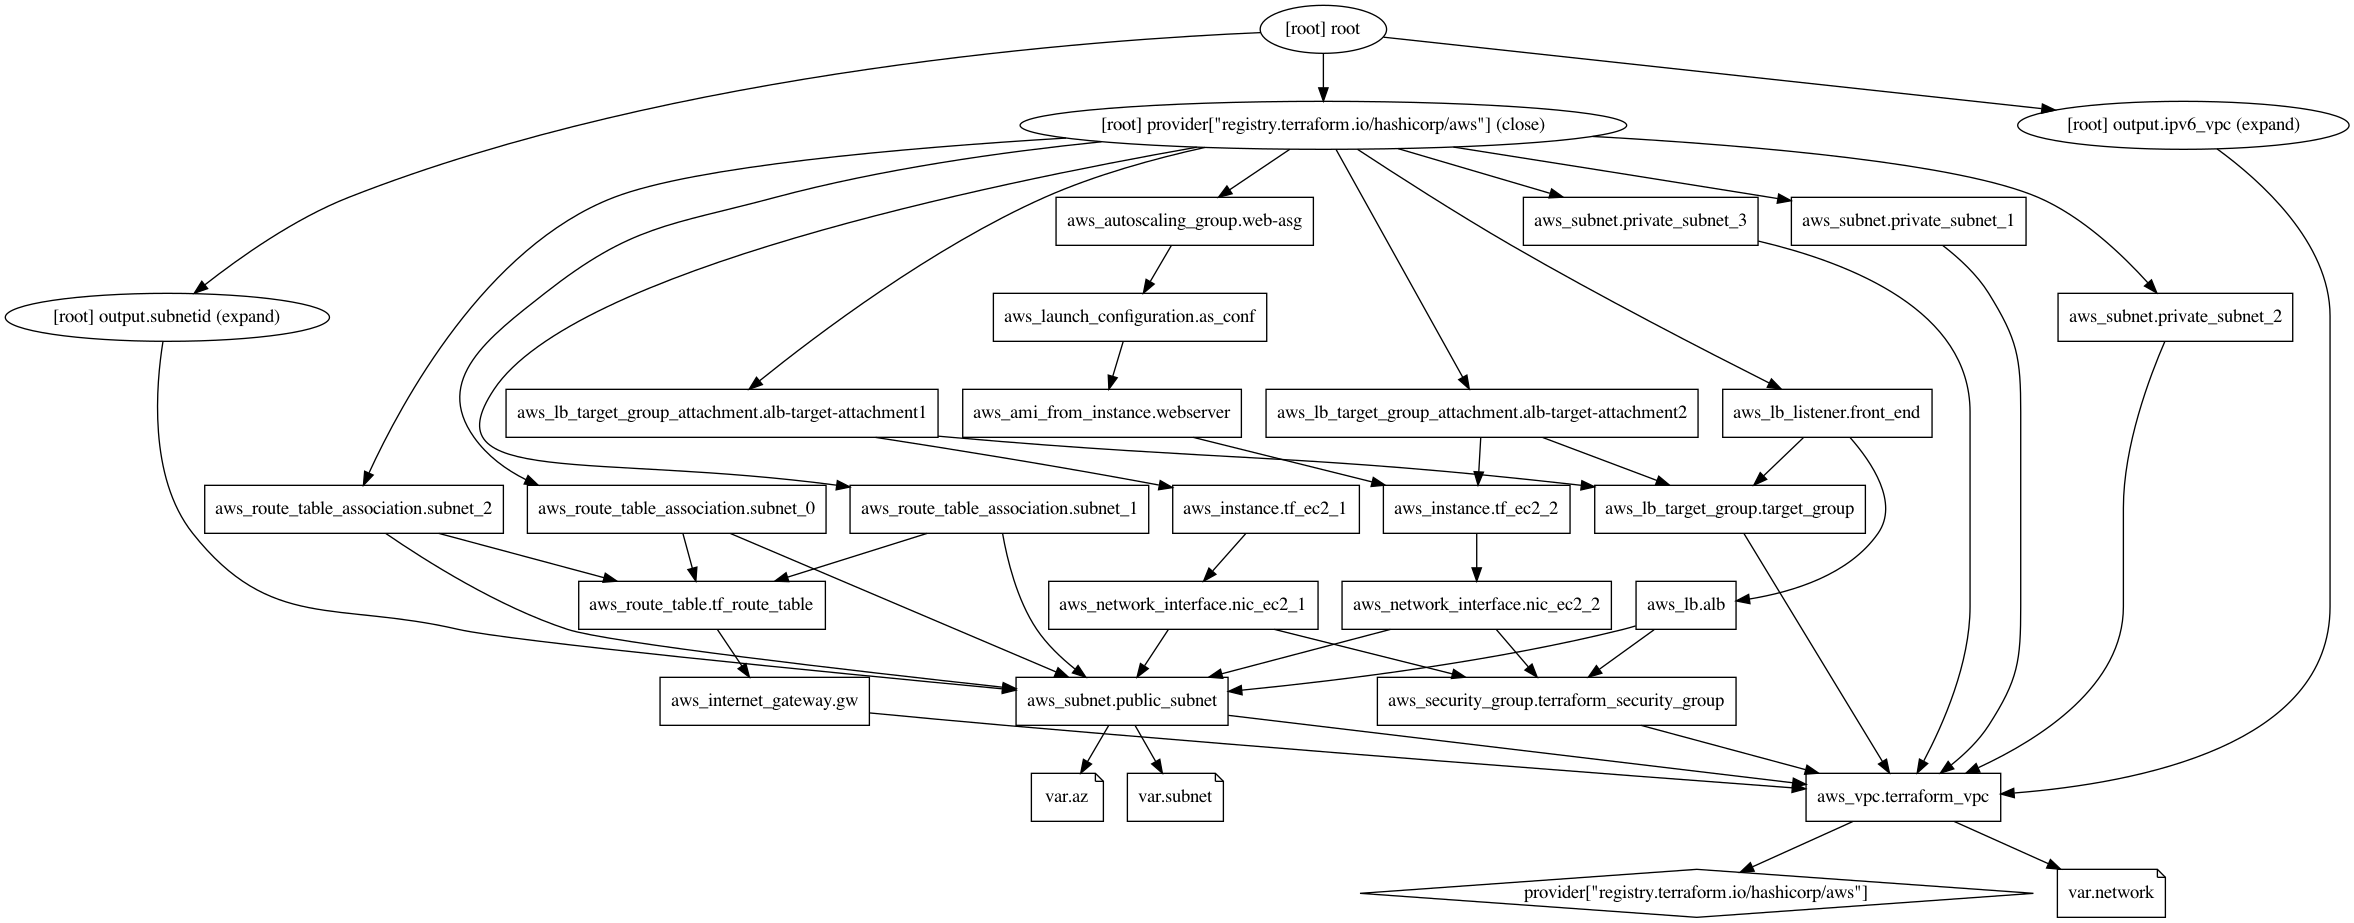 [root] root
[root] provider["registry.terraform.io/hashicorp/aws"] (close)
[root] output.ipv6_vpc (expand)
aws_autoscaling_group.web-asg
aws_subnet.private_subnet_3
aws_subnet.private_subnet_1
[root] output.subnetid (expand)
aws_launch_configuration.as_conf
aws_subnet.private_subnet_2
aws_lb_target_group_attachment.alb-target-attachment1
aws_ami_from_instance.webserver
aws_lb_target_group_attachment.alb-target-attachment2
aws_lb_listener.front_end
aws_route_table_association.subnet_2
aws_route_table_association.subnet_0
aws_route_table_association.subnet_1
aws_instance.tf_ec2_1
aws_instance.tf_ec2_2
aws_lb_target_group.target_group
aws_route_table.tf_route_table
aws_network_interface.nic_ec2_1
aws_network_interface.nic_ec2_2
aws_lb.alb
aws_internet_gateway.gw
aws_subnet.public_subnet
aws_security_group.terraform_security_group
var.az
var.subnet
aws_vpc.terraform_vpc
provider["registry.terraform.io/hashicorp/aws"]
var.network